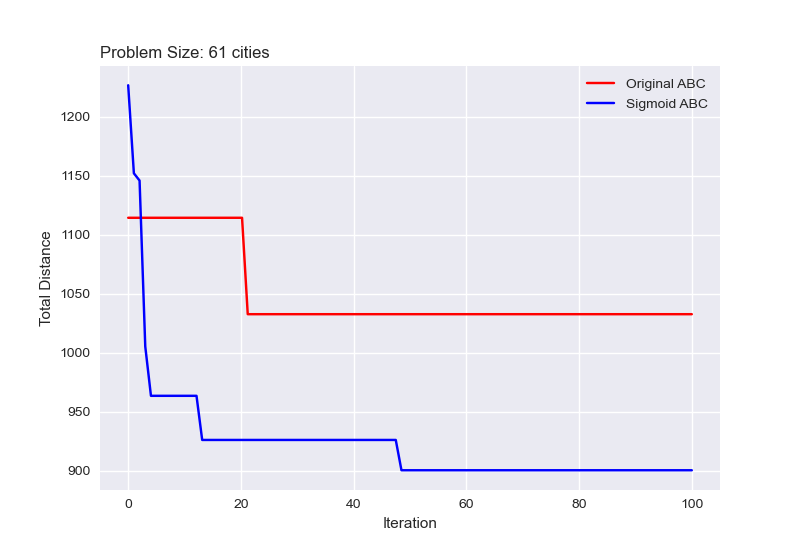 Problem Size: 61 cities
Original ABC
Sigmoid ABC
1200
1150
1100
1050
1000
950
900
Total Distance
0 20 40 60 80 100
Iteration